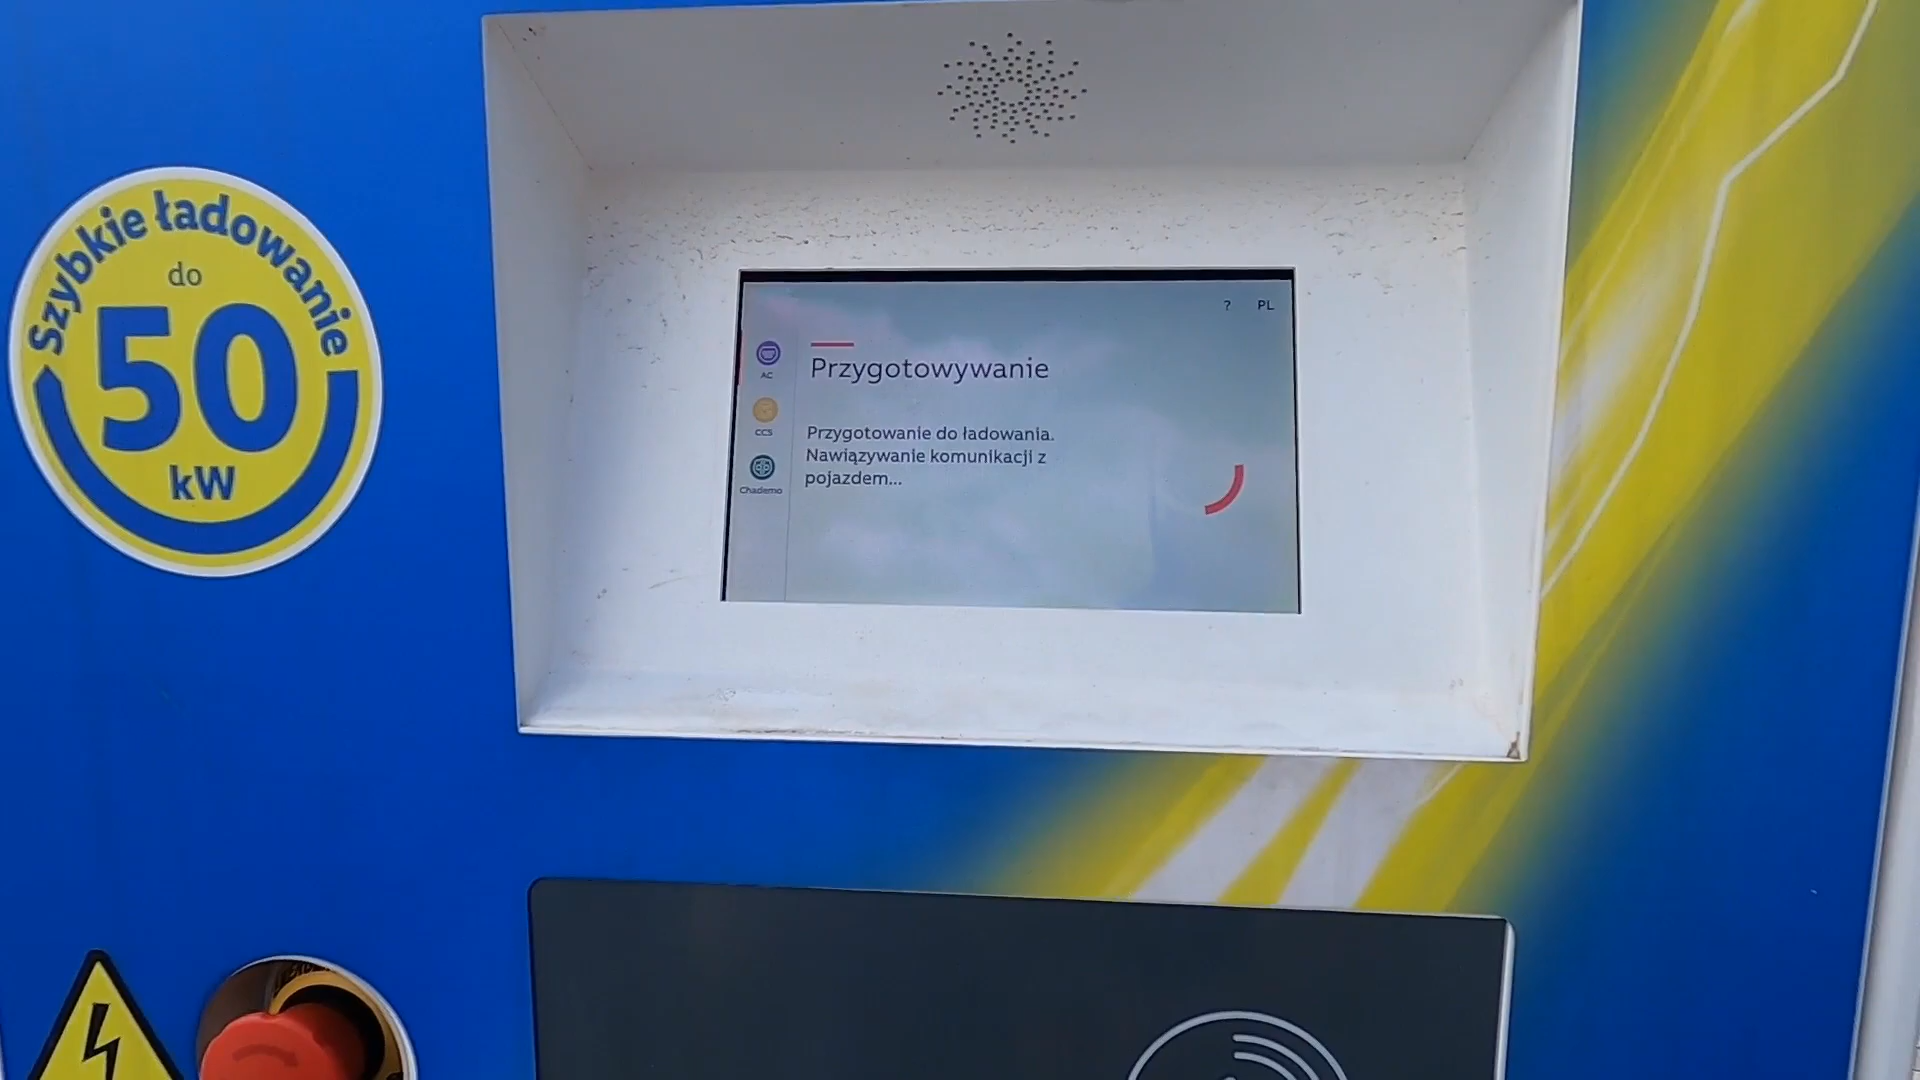 Szybkie ładowanie
do
50
kW
? PL
AC
CCS
Chademo
Przygotowywanie
Przygotowanie do ładowania.
Nawiązywanie komunikacji z
pojazdem...